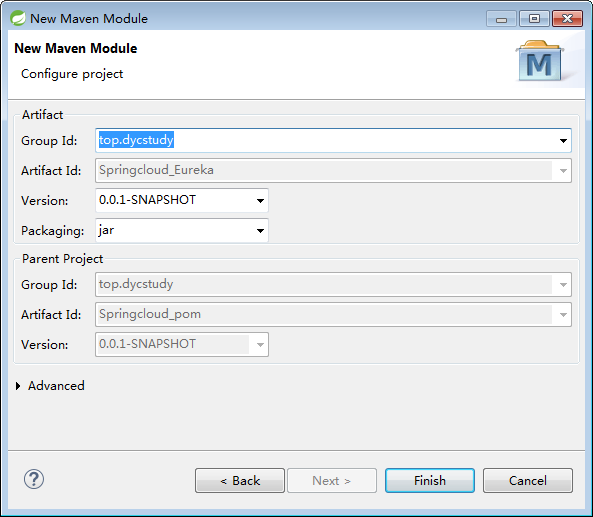 New Maven Module
New Maven Module
Configure project
M
Artifact
Group Id: top.dycstudy
Artifact Id: Springcloud_Eureka
Version: 0.0.1-SNAPSHOT
Packaging: jar
Parent Project
Group Id: top.dycstudy
Artifact Id: Springcloud_pom
Version: 0.0.1-SNAPSHOT
Advanced
? < Back Next > Finish Cancel